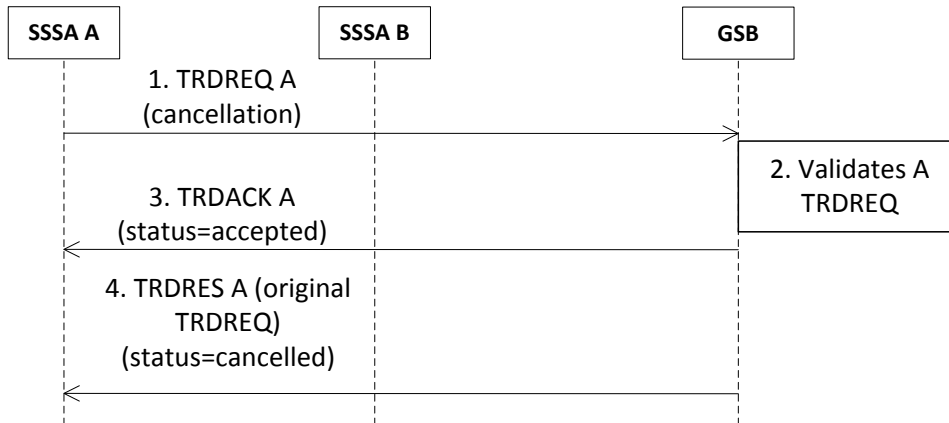 SSSA A
SSSA B
GSB
1. TRDREQ A
(cancellation)
2. Validates A
TRDREQ
3. TRDACK A
(status=accepted)
4. TRDRES A (original
TRDREQ)
(status=cancelled)